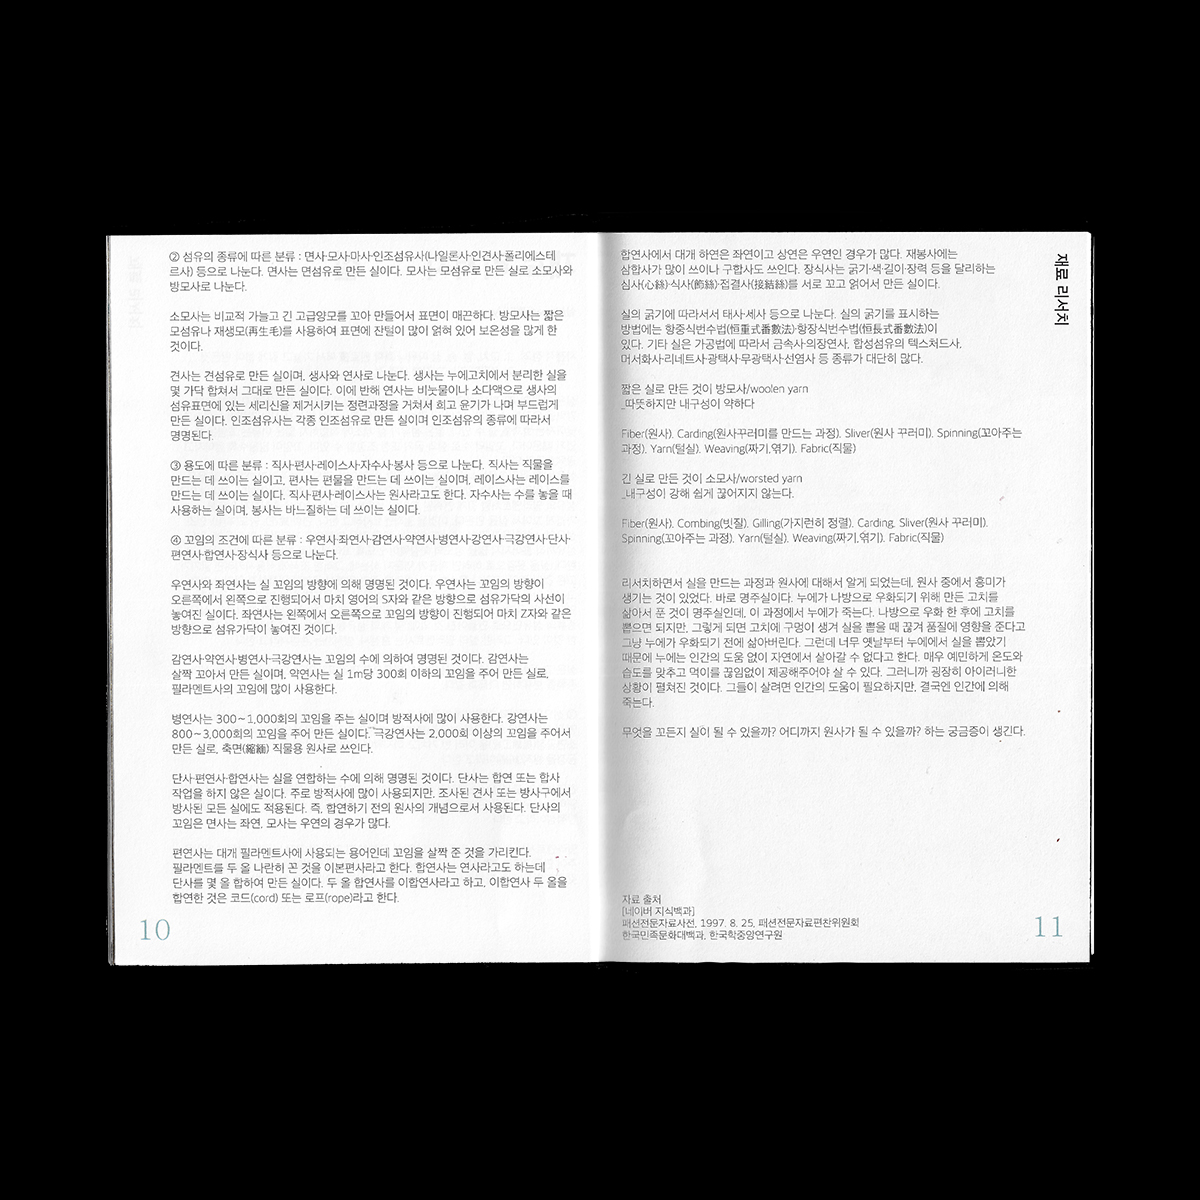 ② 섬유의 종류에 따른 분류 : 면사·모사·마사·인조섬유사(나일론사·인견사·폴리에스테
르사) 등으로 나눈다. 면사는 면섬유로 만든 실이다. 모사는 모섬유로 만든 실로 소모사와
방모사로 나눈다.
소모사는 비교적 가늘고 긴 고급양모를 꼬아 만들어서 표면이 매끈하다. 방모사는 짧은
모섬유나 재생모(再生毛)를 사용하여 표면에 잔털이 많이 얽혀 있어 보온성을 많게 한
것이다.
견사는 견섬유로 만든 실이며, 생사와 연사로 나눈다. 생사는 누에고치에서 분리한 실을
몇 가닥 합쳐서 그대로 만든 실이다. 이에 반해 연사는 비눗물이나 소다액으로 생사의
섬유표면에 있는 세리신을 제거시키는 정련과정을 거쳐서 희고 윤기가 나며 부드럽게
만든 실이다. 인조섬유사는 각종 인조섬유로 만든 실이며 인조섬유의 종류에 따라서
명명된다.
③ 용도에 따른 분류 : 직사·편사·레이스사·자수사·봉사 등으로 나눈다. 직사는 직물을
만드는 데 쓰이는 실이고, 편사는 편물을 만드는 데 쓰이는 실이며, 레이스사는 레이스를
만드는 데 쓰이는 실이다. 직사·편사·레이스사는 원사라고도 한다. 자수사는 수를 놓을 때
사용하는 실이며, 봉사는 바느질하는 데 쓰이는 실이다.
④ 꼬임의 조건에 따른 분류 : 우연사·좌연사·감연사·약연사·병연사·강연사·극강연사·단사·
편연사·합연사·장식사 등으로 나눈다.
우연사와 좌연사는 실 꼬임의 방향에 의해 명명된 것이다. 우연사는 꼬임의 방향이
오른쪽에서 왼쪽으로 진행되어서 마치 영어의 S자와 같은 방향으로 섬유가닥의 사선이
놓여진 실이다. 좌연사는 왼쪽에서 오른쪽으로 꼬임의 방향이 진행되어 마치 Z자와 같은
방향으로 섬유가닥이 놓여진 것이다.
감연사·약연사·병연사·극강연사는 꼬임의 수에 의하여 명명된 것이다. 감연사는
살짝 꼬아서 만든 실이며, 약연사는 실 1m당 300회 이하의 꼬임을 주어 만든 실로,
필라멘트사의 꼬임에 많이 사용한다.
병연사는 300~1,000회의 꼬임을 주는 실이며 방적사에 많이 사용한다. 강연사는
800~3,000회의 꼬임을 주어 만든 실이다. 극강연사는 2,000회 이상의 꼬임을 주어서
만든 실로, 축면(縮緬) 직물용 원사로 쓰인다.
단사·편연사·합연사는 실을 연합하는 수에 의해 명명된 것이다. 단사는 합연 또는 합사
작업을 하지 않은 실이다. 주로 방적사에 많이 사용되지만, 조사된 견사 또는 방사구에서
방사된 모든 실에도 적용된다. 즉, 합연하기 전의 원사의 개념으로서 사용된다. 단사의
꼬임은 면사는 좌연, 모사는 우연의 경우가 많다.
편연사는 대개 필라멘트사에 사용되는 용어인데 꼬임을 살짝 준 것을 가리킨다.
필라멘트를 두 올 나란히 꼰 것을 이본편사라고 한다. 합연사는 연사라고도 하는데
단사를 몇 올 합하여 만든 실이다. 두 올 합연사를 이합연사라고 하고, 이합연사 두 올을
합연한 것은 코드(cord) 또는 로프(rope)라고 한다.
10
합연사에서 대개 하연은 좌연이고 상연은 우연인 경우가 많다. 재봉사에는
삼합사가 많이 쓰이나 구합사도 쓰인다. 장식사는 굵기·색·길이·장력 등을 달리하는
심사(心絲)·식사(飾絲)·접결사(接結絲)를 서로 꼬고 얽어서 만든 실이다.
실의 굵기에 따라서서 태사·세사 등으로 나눈다. 실의 굵기를 표시하는
방법에는 항중식번수법(恒重式番數法)·항장식번수법(恒長式番數法)이
있다. 기타 실은 가공법에 따라서 금속사·의장연사, 합성섬유의 텍스쳐드사,
머서화사·리네트사·광택사·무광택사·선염사 등 종류가 대단히 많다.
짧은 실로 만든 것이 방모사/woolen yarn
_따뜻하지만 내구성이 약하다
Fiber(원사), Carding(원사꾸러미를 만드는 과정), Sliver(원사 꾸러미), Spinning(꼬아주는
과정), Yarn(털실), Weaving(짜기,엮기), Fabric(직물)
긴 실로 만든 것이 소모사/worsted yarn
_내구성이 강해 쉽게 끊어지지 않는다.
Fiber(원사), Combing(빗질), Gilling(가지런히 정렬), Carding, Sliver(원사 꾸러미),
Spinning(꼬아주는 과정), Yarn(털실), Weaving(짜기,엮기), Fabric(직물)
리서치하면서 실을 만드는 과정과 원사에 대해서 알게 되었는데, 원사 중에서 흥미가
생기는 것이 있었다. 바로 명주실이다. 누에가 나방으로 우화되기 위해 만든 고치를
삶아서 푼 것이 명주실인데, 이 과정에서 누에가 죽는다. 나방으로 우화 한 후에 고치를
뽑으면 되지만, 그렇게 되면 고치에 구멍이 생겨 실을 뽑을 때 끊겨 품질에 영향을 준다고
그냥 누에가 우화되기 전에 삶아버린다. 그런데 너무 옛날부터 누에에서 실을 뽑았기
때문에 누에는 인간의 도움 없이 자연에서 살아갈 수 없다고 한다. 매우 예민하게 온도와
습도를 맞추고 먹이를 끊임없이 제공해주어야 살 수 있다. 그러니까 굉장히 아이러니한
상황이 펼쳐진 것이다. 그들이 살려면 인간의 도움이 필요하지만, 결국엔 인간에 의해
죽는다.
무엇을 꼬든지 실이 될 수 있을까? 어디까지 원사가 될 수 있을까? 하는 궁금증이 생긴다.
자료 출처
[네이버 지식백과]
패션전문자료사전, 1997. 8. 25, 패션전문자료편찬위원회
한국민족문화대백과, 한국학중앙연구원
재료 리서치
11